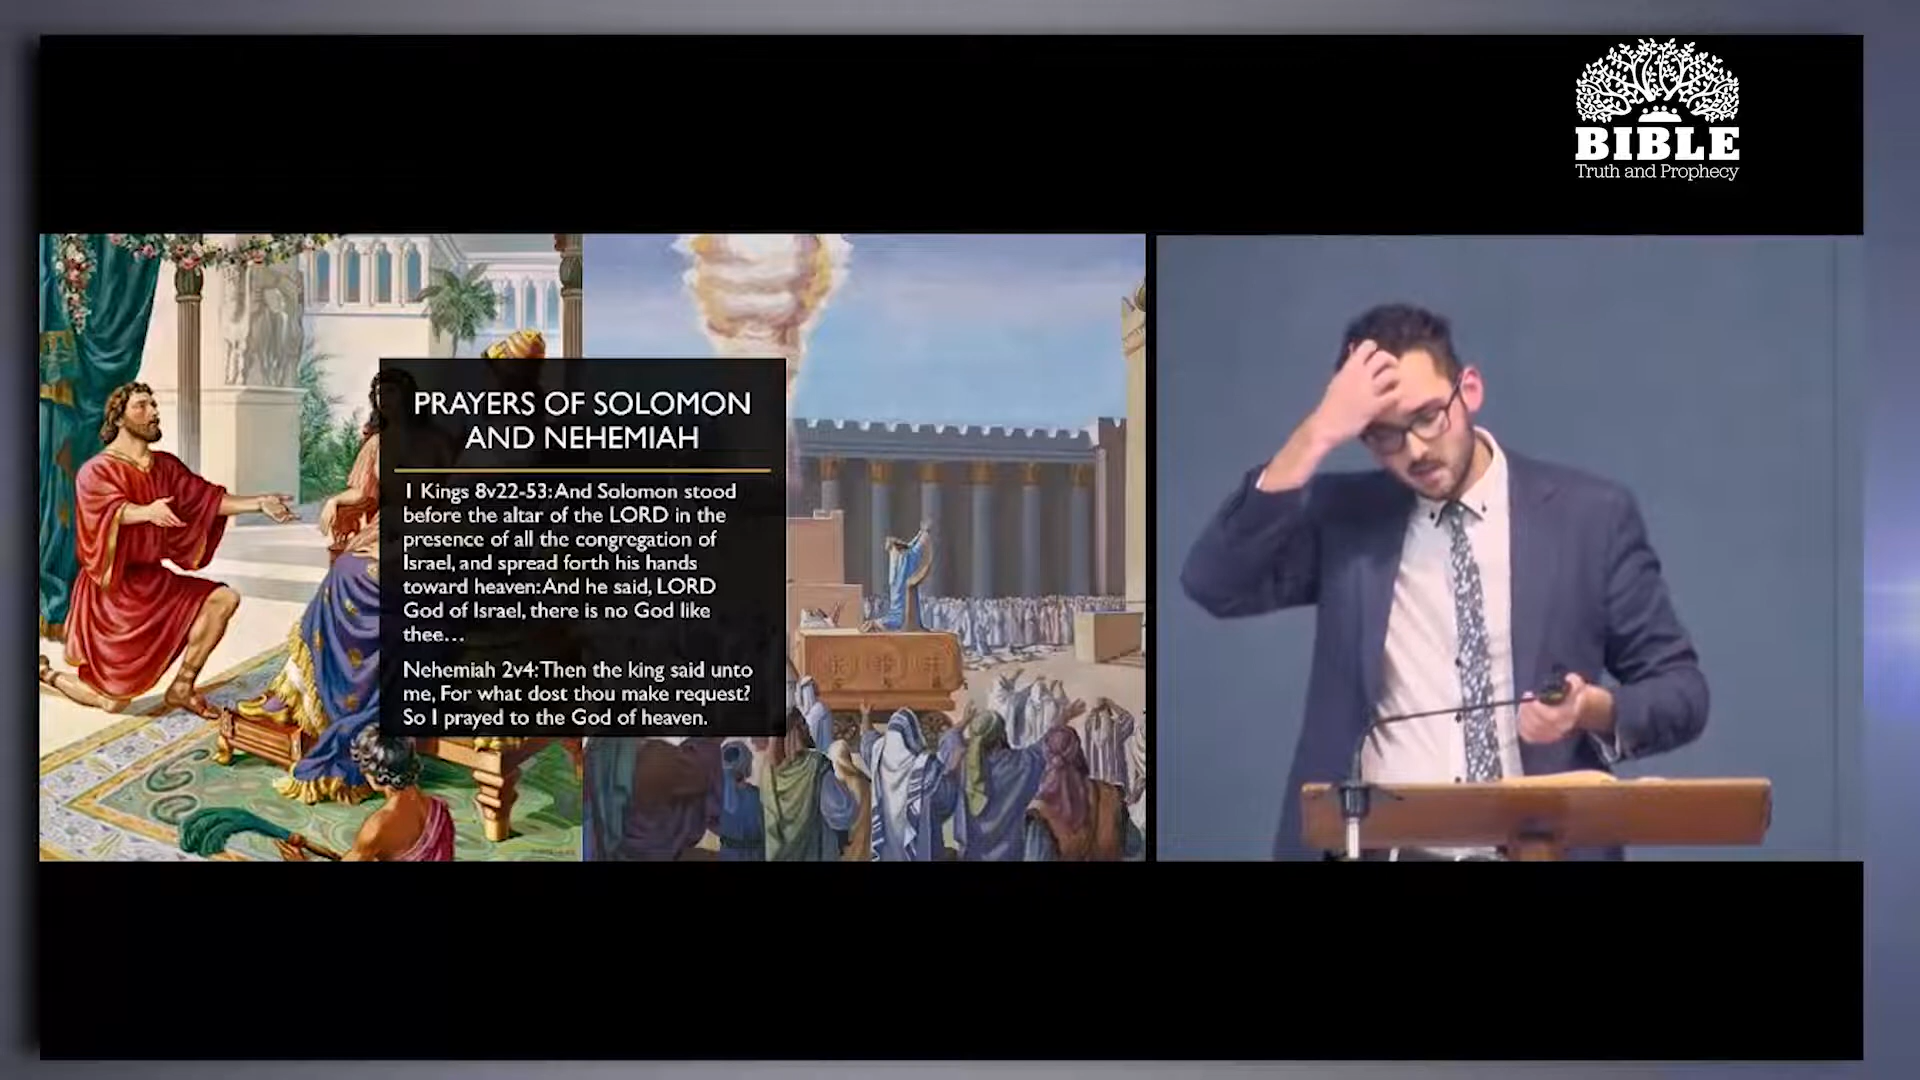 BIBLE
Truth and Prophecy
PRAYERS OF SOLOMON
AND NEHEMIAH
1 Kings 8v22-53: And Solomon stood
before the altar of the LORD in the
presence of all the congregation of
Israel, and spread forth his hands
toward heaven: And he said, LORD
God of Israel, there is no God like
thee...
Nehemiah 2v4: Then the king said unto
me, For what dost thou make request?
So I prayed to the God of heaven.